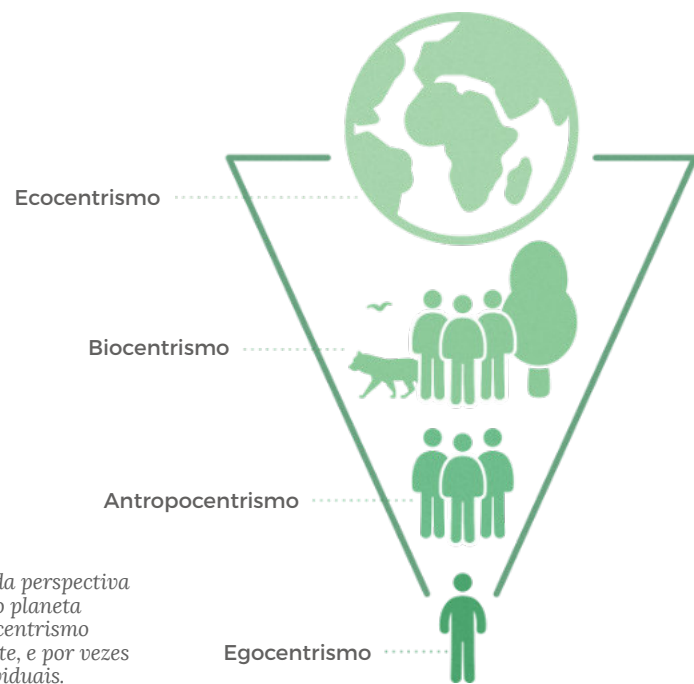 Ecocentrismo
Biocentrismo
Antropocentrismo
da perspectiva
planeta
centrismo
te, e por vezes
viduais.
Egocentrismo